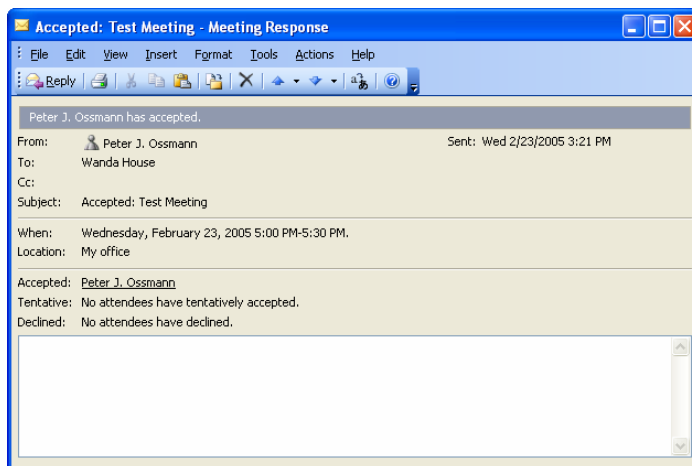 Accepted: Test Meeting - Meeting Response
File Edit View Insert Format Tools Actions Help
Reply
Peter J. Ossmann has accepted.
From: Peter J. Ossmann Sent: Wed 2/23/2005 3:21 PM
To: Wanda House
Cc:
Subject: Accepted: Test Meeting
When: Wednesday, February 23, 2005 5:00 PM-5:30 PM.
Location: My office
Accepted: Peter J. Ossmann
Tentative: No attendees have tentatively accepted.
Declined: No attendees have declined.